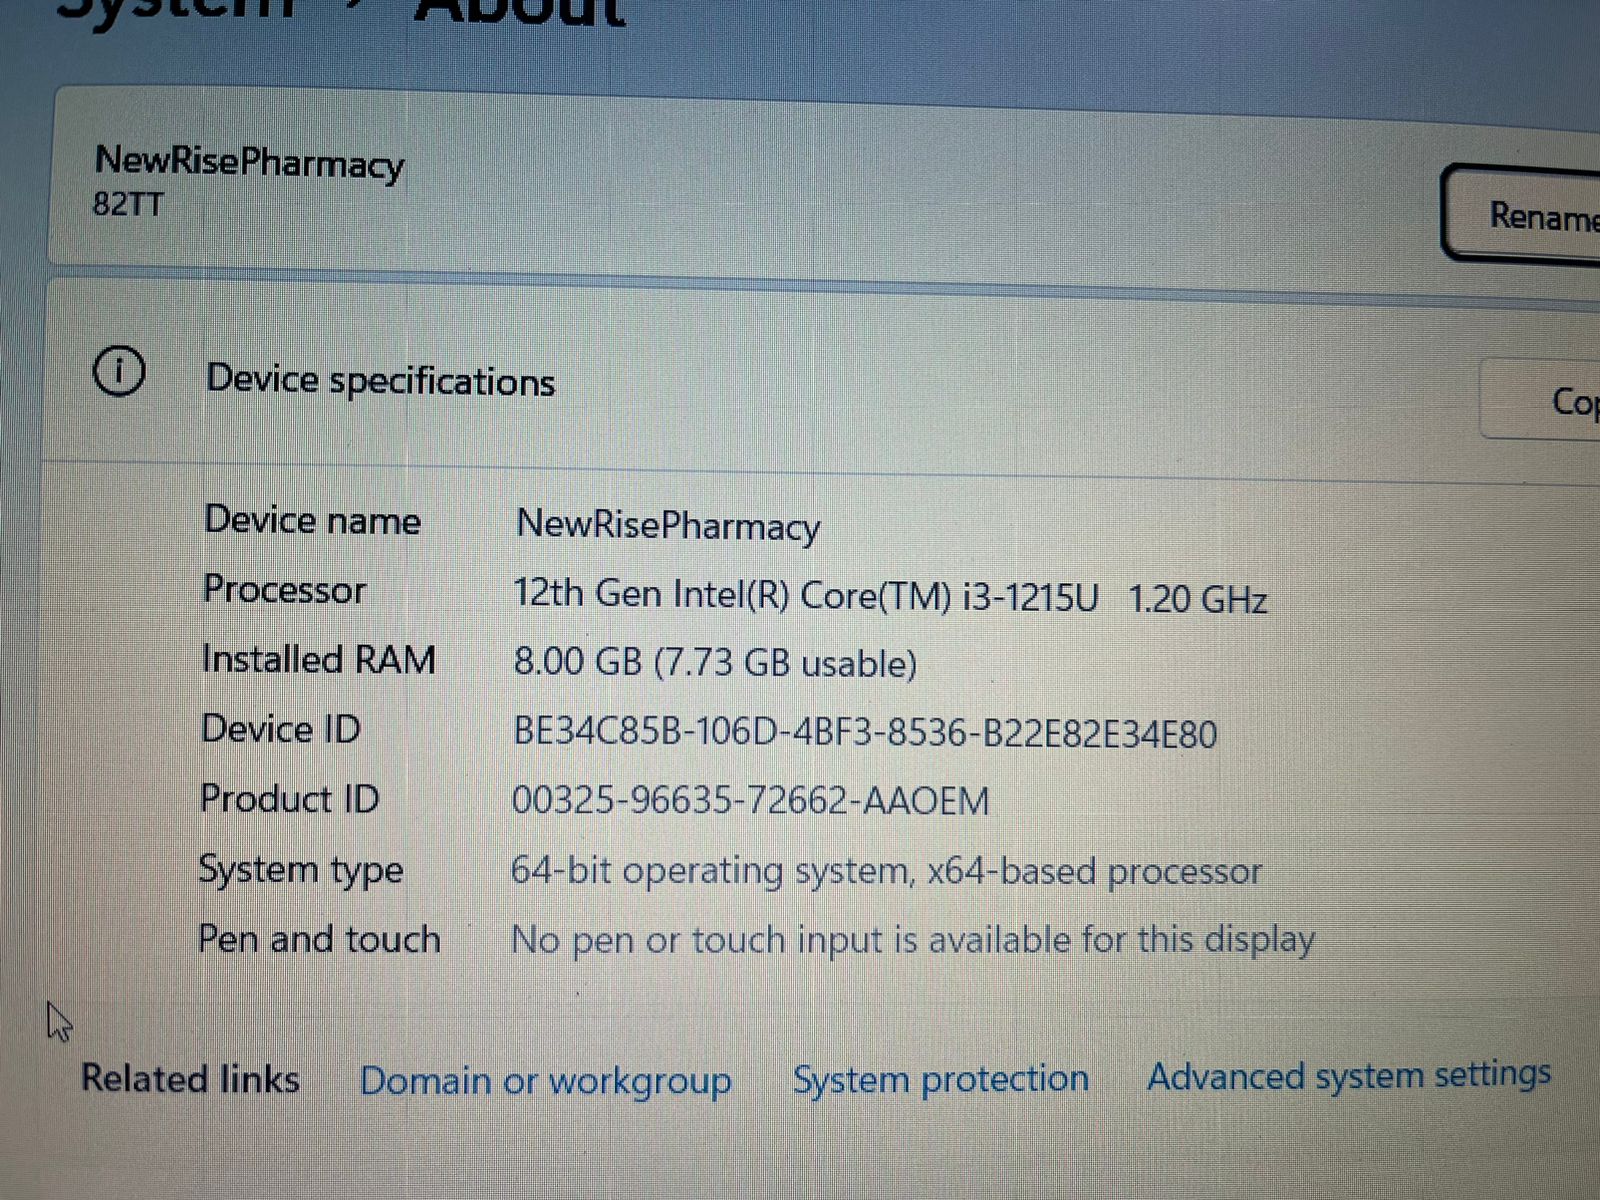 System > About
NewRisePharmacy
82TT
Rename
Device specifications
Cop
Device name NewRisePharmacy
Processor 12th Gen Intel(R) Core(TM) i3-1215U 1.20 GHz
Installed RAM 8.00 GB (7.73 GB usable)
Device ID BE34C85B-106D-4BF3-8536-B22E82E34E80
Product ID 00325-96635-72662-AAOEM
System type 64-bit operating system, x64-based processor
Pen and touch No pen or touch input is available for this display
Related links Domain or workgroup System protection Advanced system settings